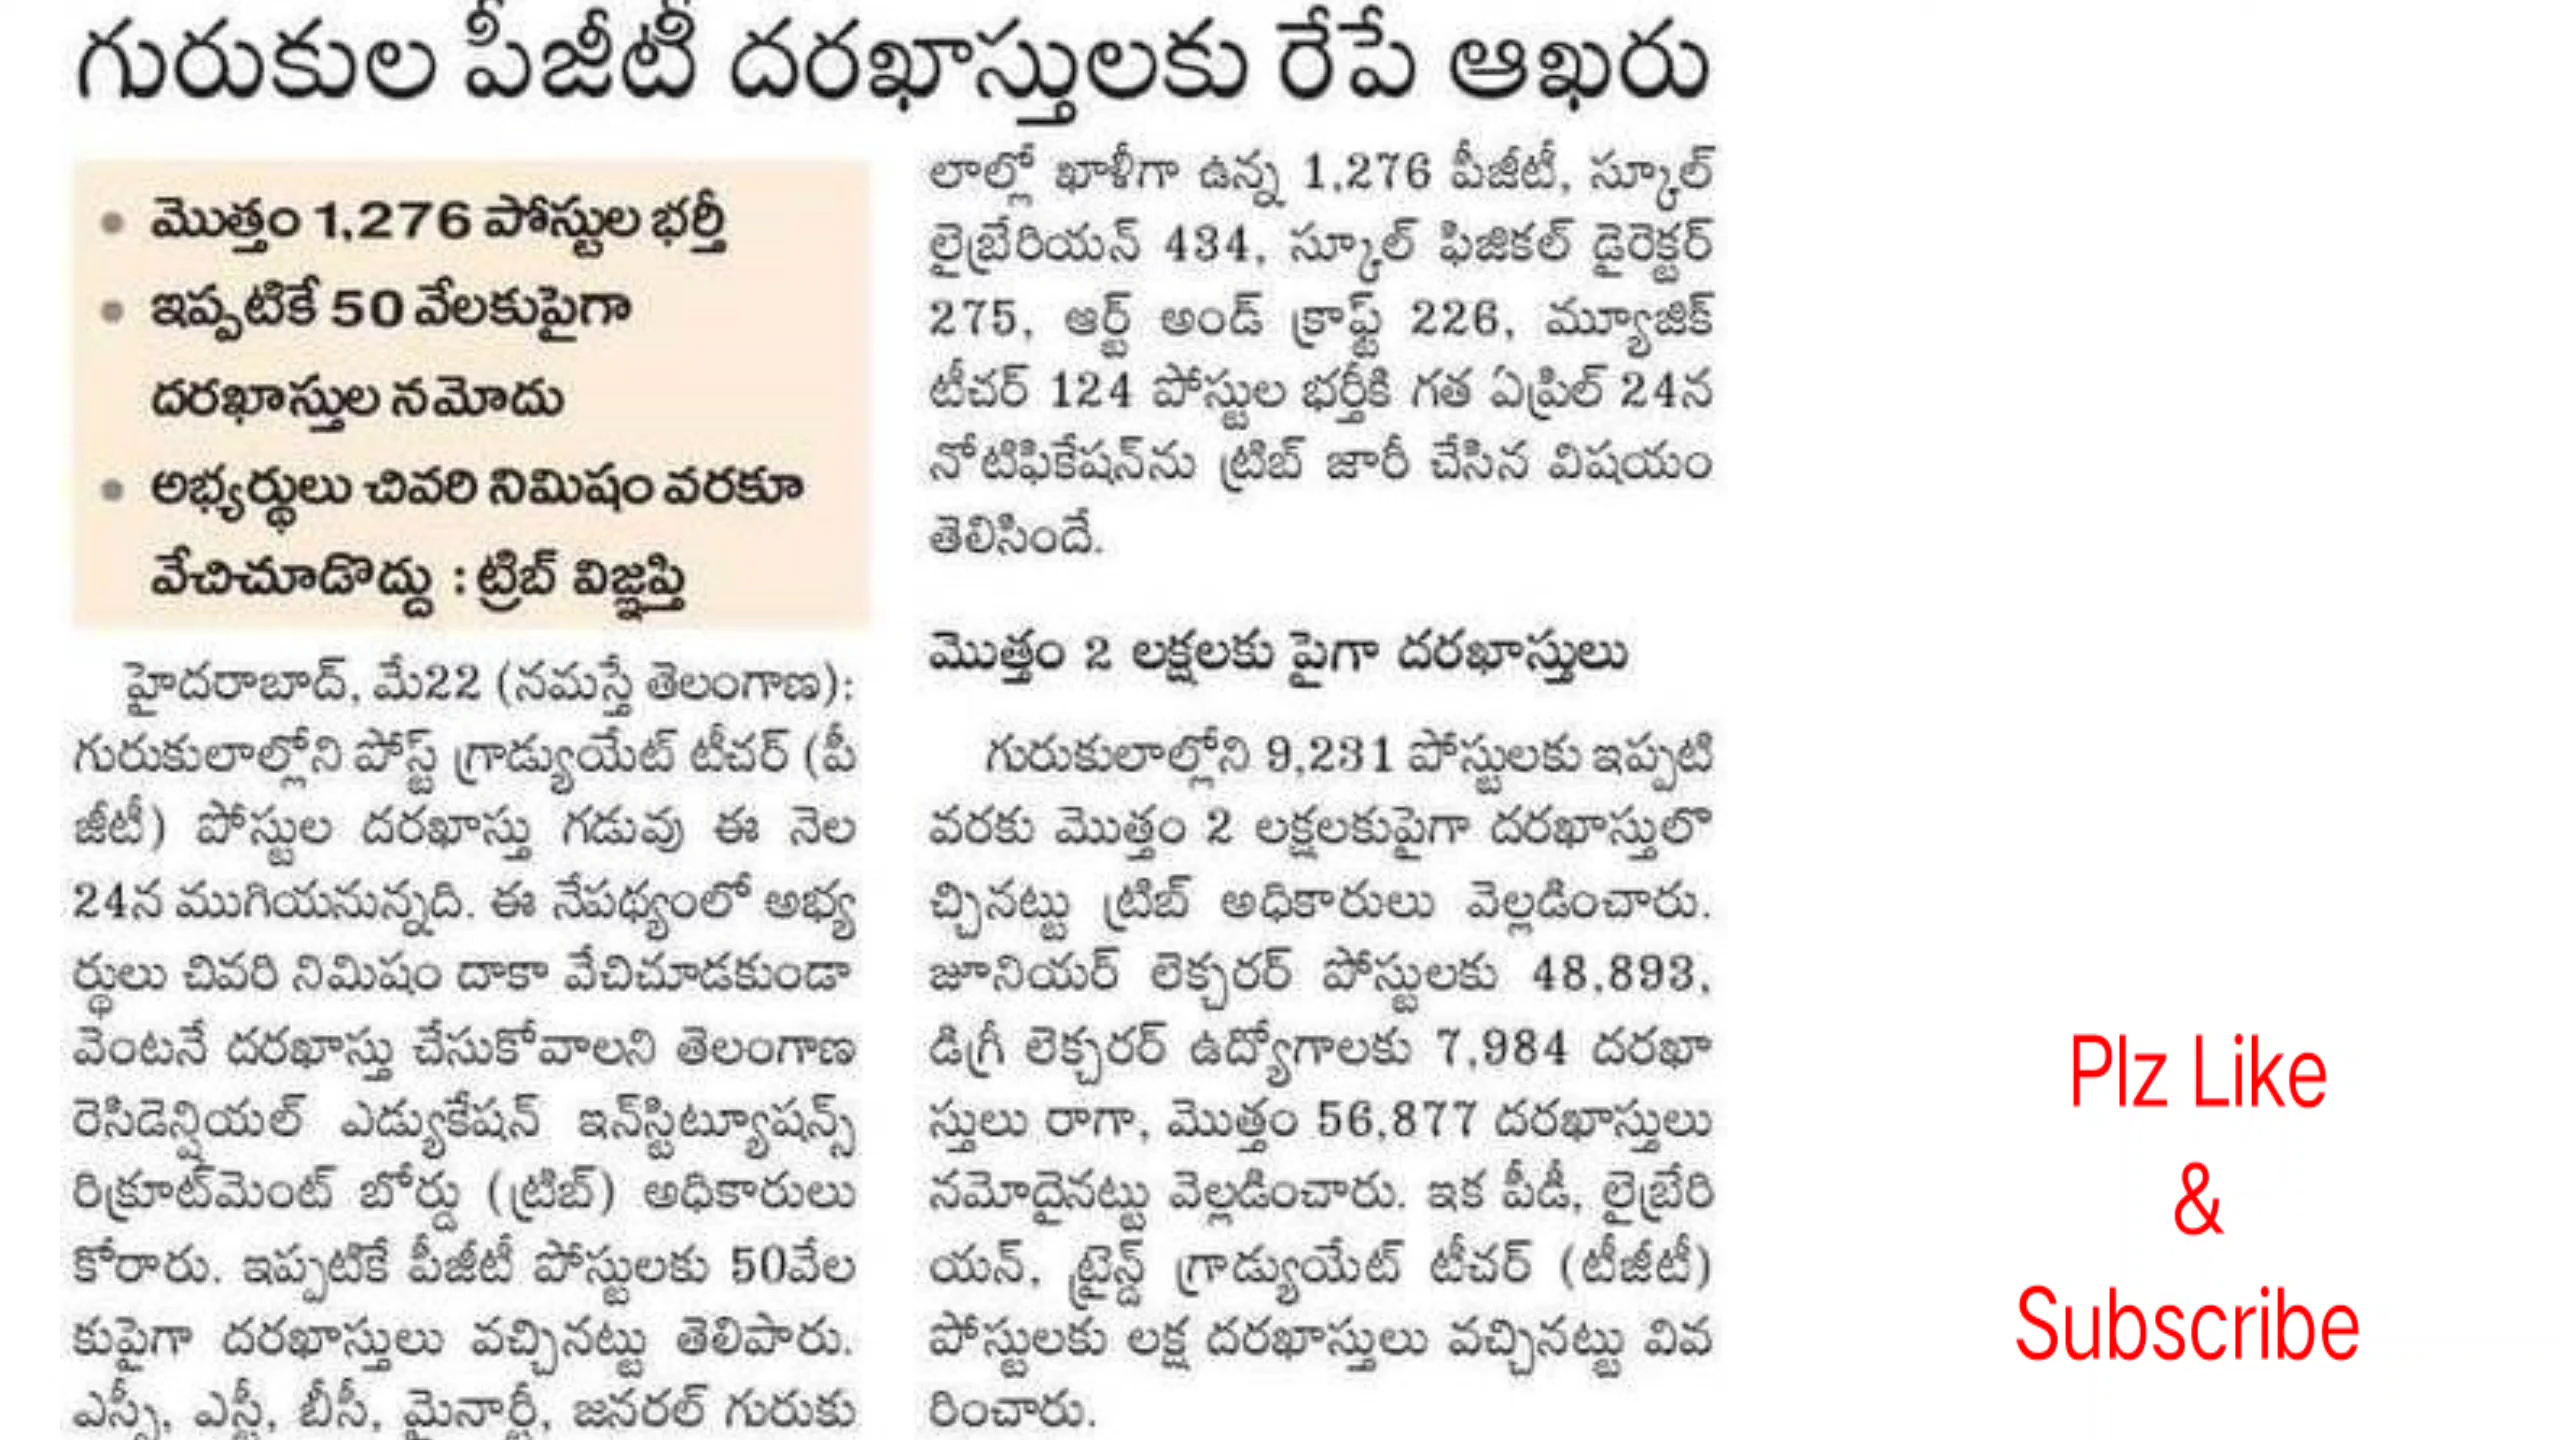 గురుకుల పీజీటీ దరఖాస్తులకు రేపే ఆఖరు
• మొత్తం 1,276 పోస్టుల భర్తీ
• ఇప్పటికే 50 వేలకుపైగా
దరఖాస్తుల నమోదు
• అభ్యర్థులు చివరి నిమిషం వరకూ
వేచిచూడొద్దు : ట్రిబ్ విజ్ఞప్తి
హైదరాబాద్, మే22 (నమస్తే తెలంగాణ):
గురుకులాల్లోని పోస్ట్ గ్రాడ్యుయేట్ టీచర్ (పీ
జీటీ) పోస్టుల దరఖాస్తు గడువు ఈ నెల
24న ముగియనున్నది. ఈ నేపథ్యంలో అభ్య
ర్థులు చివరి నిమిషం దాకా వేచిచూడకుండా
వెంటనే దరఖాస్తు చేసుకోవాలని తెలంగాణ
రెసిడెన్షియల్ ఎడ్యుకేషన్ ఇన్‌స్టిట్యూషన్స్
రిక్రూట్‌మెంట్ బోర్డు (ట్రిబ్) అధికారులు
కోరారు. ఇప్పటికే పీజీటీ పోస్టులకు 50వేల
కుపైగా దరఖాస్తులు వచ్చినట్టు తెలిపారు.
ఎస్సీ, ఎస్టీ, బీసీ, మైనార్టీ, జనరల్ గురుకు
లాల్లో ఖాళీగా ఉన్న 1,276 పీజీటీ, స్కూల్
లైబ్రేరియన్ 434, స్కూల్ ఫిజికల్ డైరెక్టర్
275, ఆర్ట్ అండ్ క్రాఫ్ట్ 226, మ్యూజిక్
టీచర్ 124 పోస్టుల భర్తీకి గత ఏప్రిల్ 24న
నోటిఫికేషన్‌ను ట్రిబ్ జారీ చేసిన విషయం
తెలిసిందే.
మొత్తం 2 లక్షలకు పైగా దరఖాస్తులు
గురుకులాల్లోని 9,231 పోస్టులకు ఇప్పటి
వరకు మొత్తం 2 లక్షలకుపైగా దరఖాస్తులొ
చ్చినట్టు ట్రిబ్ అధికారులు వెల్లడించారు.
జూనియర్ లెక్చరర్ పోస్టులకు 48,893,
డిగ్రీ లెక్చరర్ ఉద్యోగాలకు 7,984 దరఖా
స్తులు రాగా, మొత్తం 56,877 దరఖాస్తులు
నమోదైనట్టు వెల్లడించారు. ఇక పీడీ, లైబ్రేరి
యన్, ట్రైన్డ్ గ్రాడ్యుయేట్ టీచర్ (టీజీటీ)
పోస్టులకు లక్ష దరఖాస్తులు వచ్చినట్టు వివ
రించారు.
Plz Like
&
Subscribe